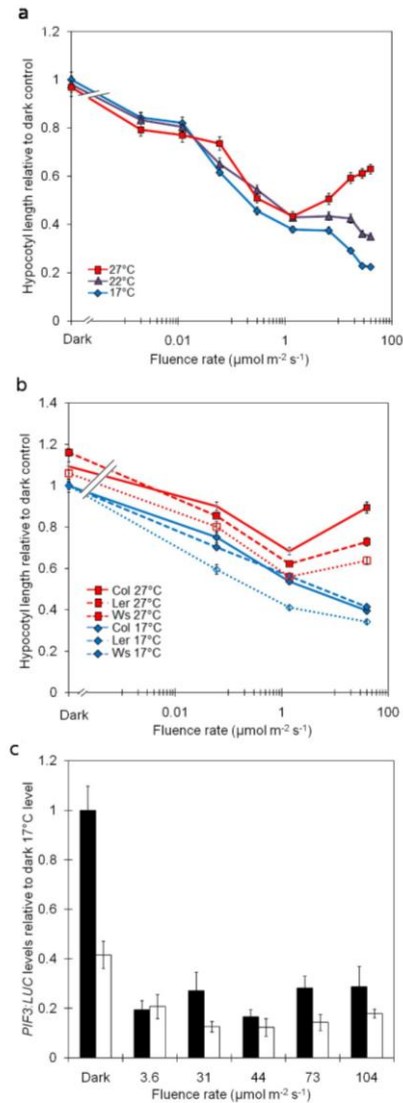 a
Hypocotyl length relative to dark control
1
0.8
0.6
0.4
0.2
0
27°C
22°C
17°C
Dark
0.01
1
100
Fluence rate (µmol m-2 s-1)
b
Hypocotyl length relative to dark control
1.4
1.2
1
0.8
0.6
0.4
0.2
0
Col 27°C
Ler 27°C
Ws 27°C
Col 17°C
Ler 17°C
Ws 17°C
Dark
0.01
1
100
Fluence rate (µmol m-2 s-1)
c
PIF3:LUC levels relative to dark 17°C level
1
0.8
0.6
0.4
0.2
0
Dark 3.6 31 44 73 104
Fluence rate (µmol m-2 s-1)